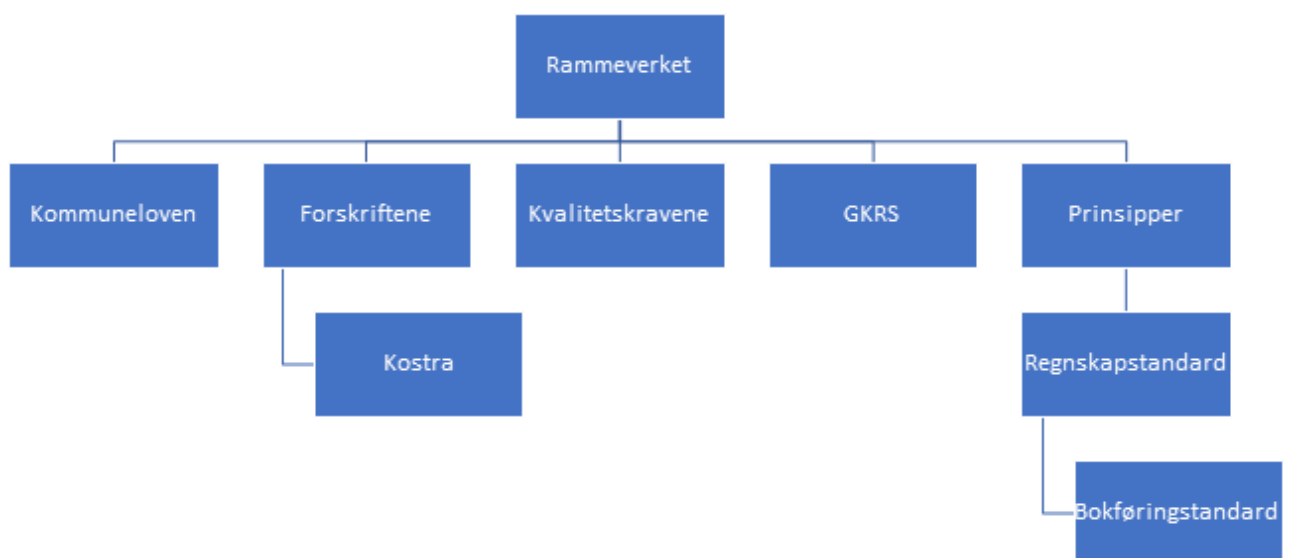 Rammeverket
Kommuneloven
Forskriftene
Kvalitetskravene
GKRS
Prinsipper
Kostra
Regnskapstandard
Bokføringstandard